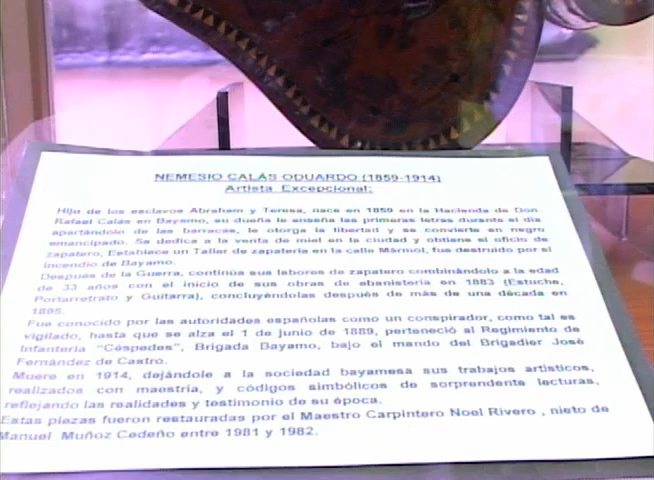 NEMESIO CALÁS ODUARDO (1859-1914)
Artista Excepcional:
Hijo de los esclavos Abraham y Teresa, nace en 1859 en la Hacienda de Don
Rafael Calás en Bayamo, su dueña le enseña las primeras letras durante el día
apartándolo de las barracas, le otorga la libertad y se convierte en negro
emancipado. Se dedica a la venta de miel en la ciudad y obtiene el oficio de
zapatero, Establece un Taller de zapatería en la calle Mármol, fue destruido por el
incendio de Bayamo.
Después de la Guerra, continúa sus labores de zapatero combinándolo a la edad
de 33 años con el inicio de sus obras de ebanistería en 1883 (Estuche,
Portarretrato y Guitarra), concluyéndolas después de más de una década en
1895.
Fue conocido por las autoridades españolas como un conspirador, como tal es
vigilado, hasta que se alza el 1 de junio de 1889, perteneció al Regimiento de
Infantería "Céspedes", Brigada Bayamo, bajo el mando del Brigadier José
Fernández de Castro.
Muere en 1914, dejándole a la sociedad bayamesa sus trabajos artísticos,
realizados con maestría, y códigos simbólicos de sorprendente lecturas,
reflejando las realidades y testimonio de su época.
Estas piezas fueron restauradas por el Maestro Carpintero Noel Rivero , nieto de
Manuel Muñoz Cedeño entre 1981 y 1982.